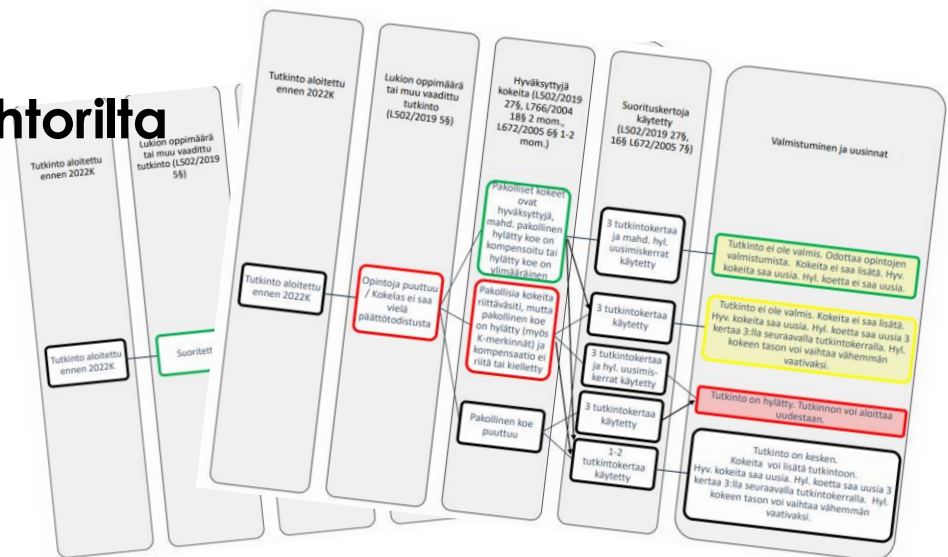 htorilta
Tutkinto aloitettu
ennen 2022K
Lukion oppimäärä
tai muu vaadittu
tutkinto (L502/2019
5§)
Tutkinto aloitettu
ennen 2022K
Suoritett
Tutkinto aloitettu
ennen 2022K
Lukion oppimäärä
tai muu vaadittu
tutkinto
(L502/2019 5§)
Hyväksyttyjä
kokeita (L502/2019
27§, L766/2004
18§ 2 mom.,
L672/2005 6§ 1-2
mom.)
Suorituskertoja
käytetty
(L502/2019 27§,
16§ L672/2005 7§)
Valmistuminen ja uusinnat
Tutkinto aloitettu
ennen 2022K
Opintoja puuttuu
/ Kokelas ei saa
vielä
päättötodistusta
Pakolliset kokeet
ovat
hyväksyttyjä,
mahd. pakollinen
hylätty koe on
kompensoitu tai
hylätty koe on
ylimääräinen
Pakollisia kokeita
riittäväsiti, mutta
pakollinen koe
on hylätty (myös
K-merkinnät) ja
kompensaatio ei
riitä tai kielletty
Pakollinen koe
puuttuu
3 tutkintokertaa
ja mahd. hyl.
uusimiskerrat
käytetty
3 tutkintokertaa
käytetty
3 tutkintokertaa
ja hyl. uusimis-
kerrat käytetty
3 tutkintokertaa
käytetty
1-2
tutkintokertaa
käytetty
Tutkinto ei ole valmis. Odottaa opintojen
valmistumista. Kokeita ei saa lisätä. Hyv.
kokeita saa uusia. Hyl. koetta ei saa uusia.
Tutkinto ei ole valmis. Kokeita ei saa lisätä.
Hyv. kokeita saa uusia. Hyl. koetta saa uusia 3
kertaa 3:lla seuraavalla tutkintokerralla. Hyl.
kokeen tason voi vaihtaa vähemmän
vaativaksi.
Tutkinto on hylätty. Tutkinnon voi aloittaa
uudestaan.
Tutkinto on kesken.
Kokeita voi lisätä tutkintoon.
Hyv. kokeita saa uusia. Hyl. koetta saa uusia 3
kertaa 3:lla seuraavalla tutkintokerralla. Hyl.
kokeen tason voi vaihtaa vähemmän
vaativaksi.